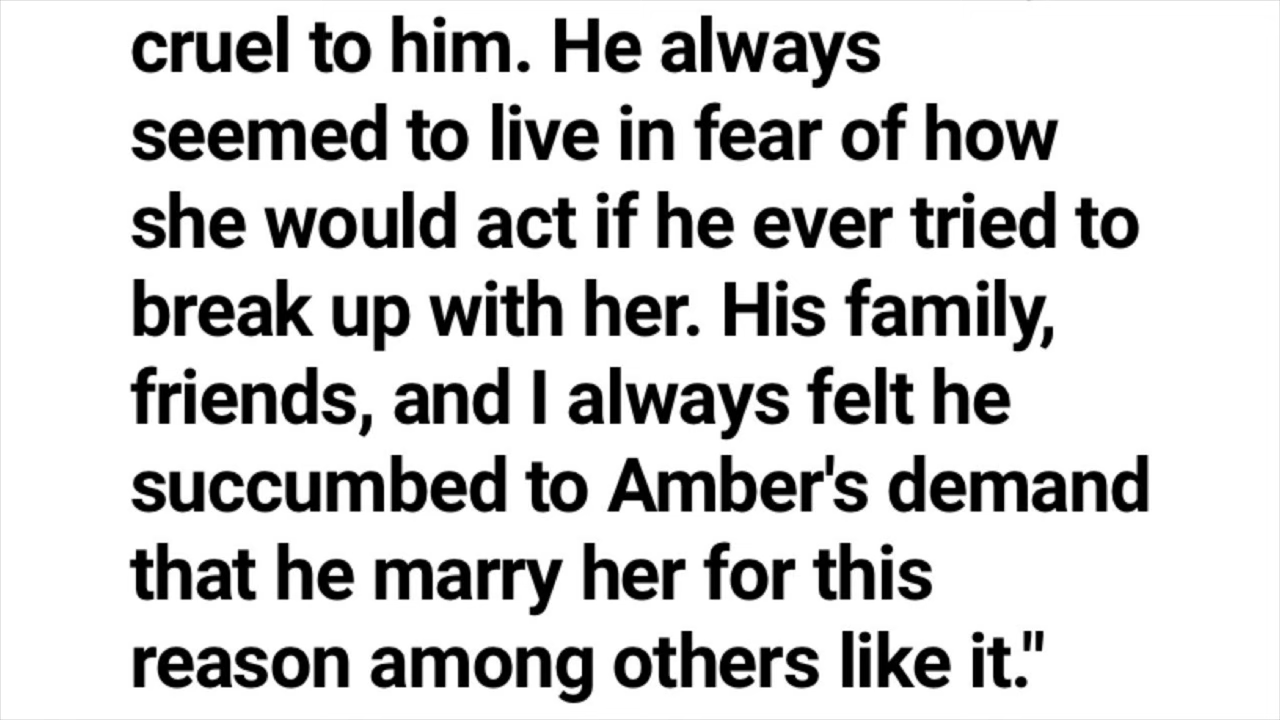 cruel to him. He always
seemed to live in fear of how
she would act if he ever tried to
break up with her. His family,
friends, and I always felt he
succumbed to Amber's demand
that he marry her for this
reason among others like it."